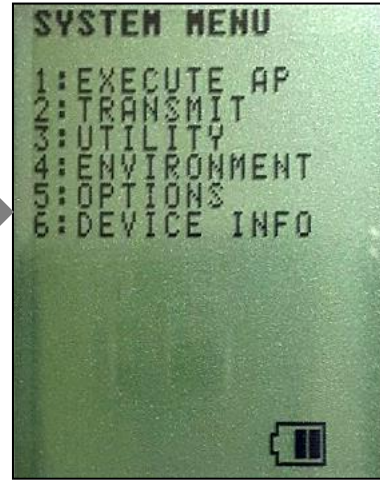 SYSTEM MENU
1:EXECUTE AP
2:TRANSMIT
3:UTILITY
4:ENVIRONMENT
5:OPTIONS
6:DEVICE INFO